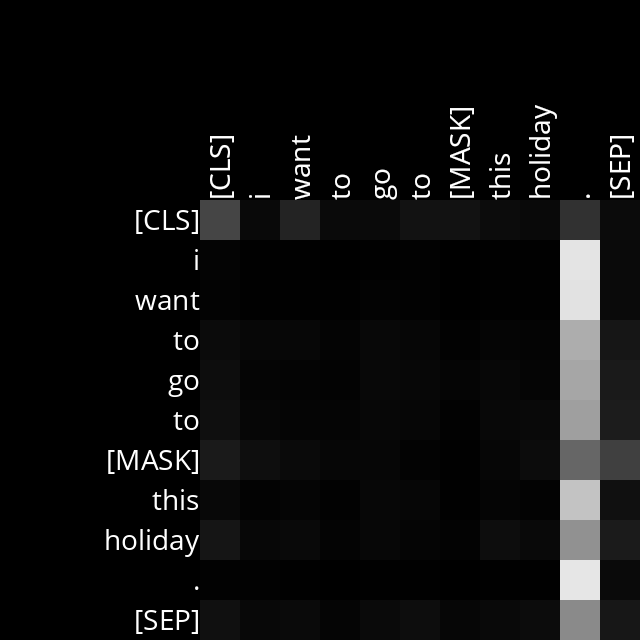 [CLS] i want to go to [MASK] this holiday . [SEP]
[CLS]
i
want
to
go
to
[MASK]
this
holiday
.
[SEP]